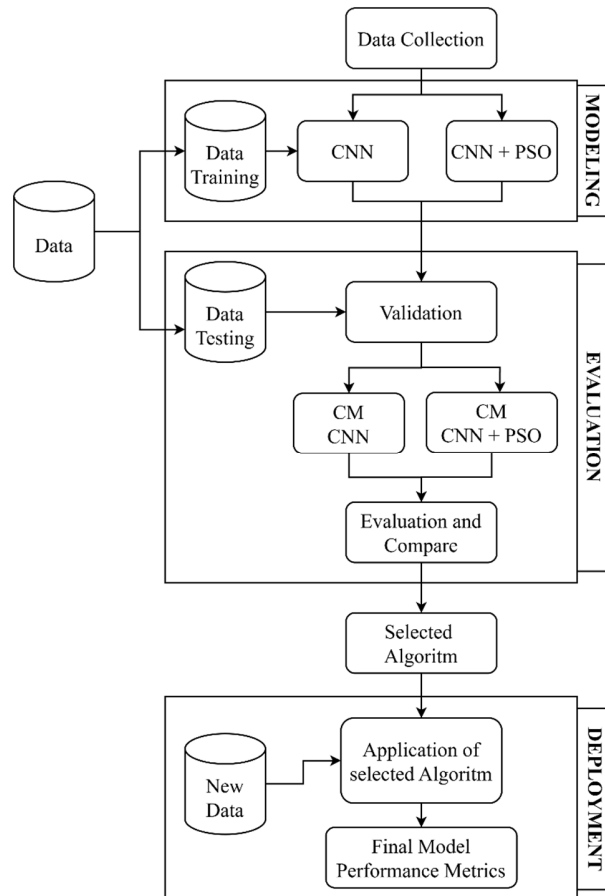 Data Collection
MODELING
Data
Training
CNN
CNN + PSO
Data
Data
Testing
Validation
EVALUATION
CM
CNN
CM
CNN + PSO
Evaluation and
Compare
Selected
Algoritm
DEPLOYMENT
New
Data
Application of
selected Algoritm
Final Model
Performance Metrics